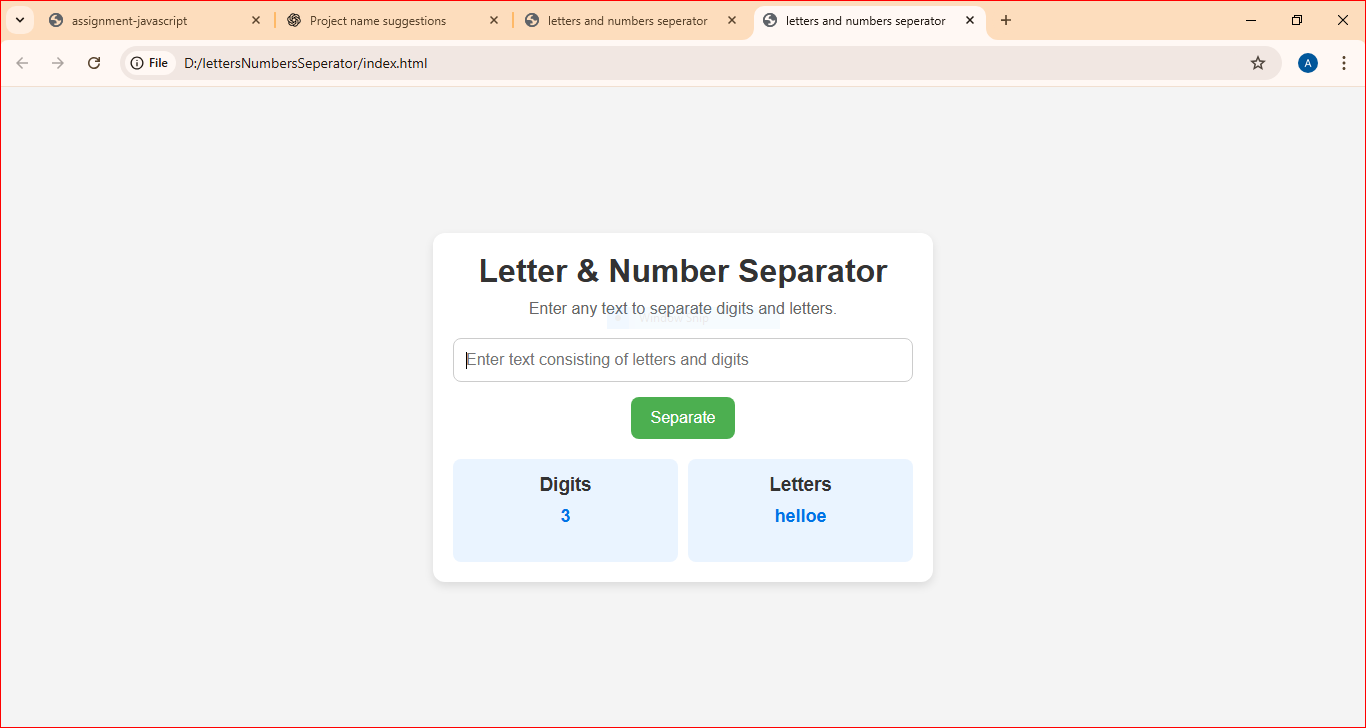 assignment-javascript
Project name suggestions
letters and numbers seperator
letters and numbers seperator
File
D:/lettersNumbersSeperator/index.html
A
Letter & Number Separator
Enter any text to separate digits and letters.
Enter text consisting of letters and digits
Separate
Digits
3
Letters
helloe